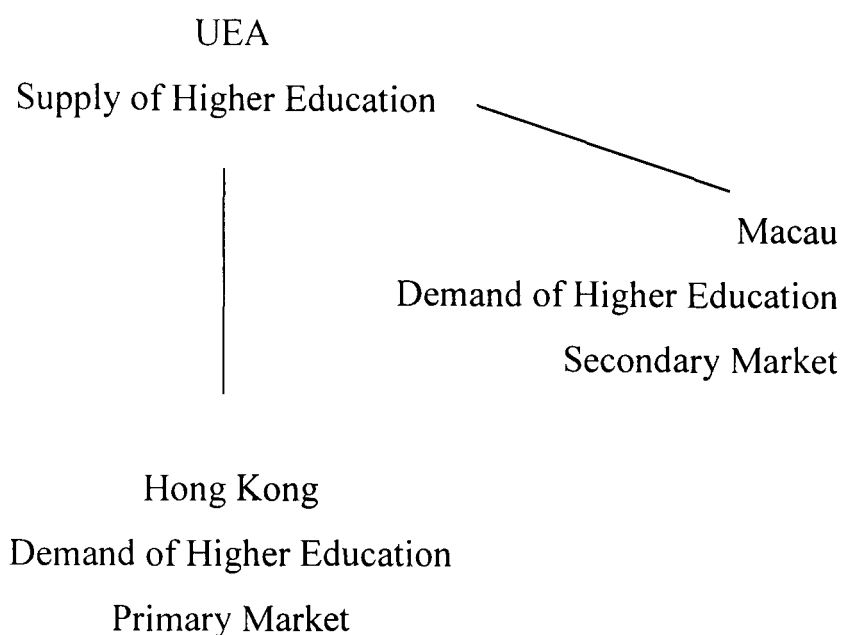 UEA
Supply of Higher Education
Macau
Demand of Higher Education
Secondary Market
Hong Kong
Demand of Higher Education
Primary Market